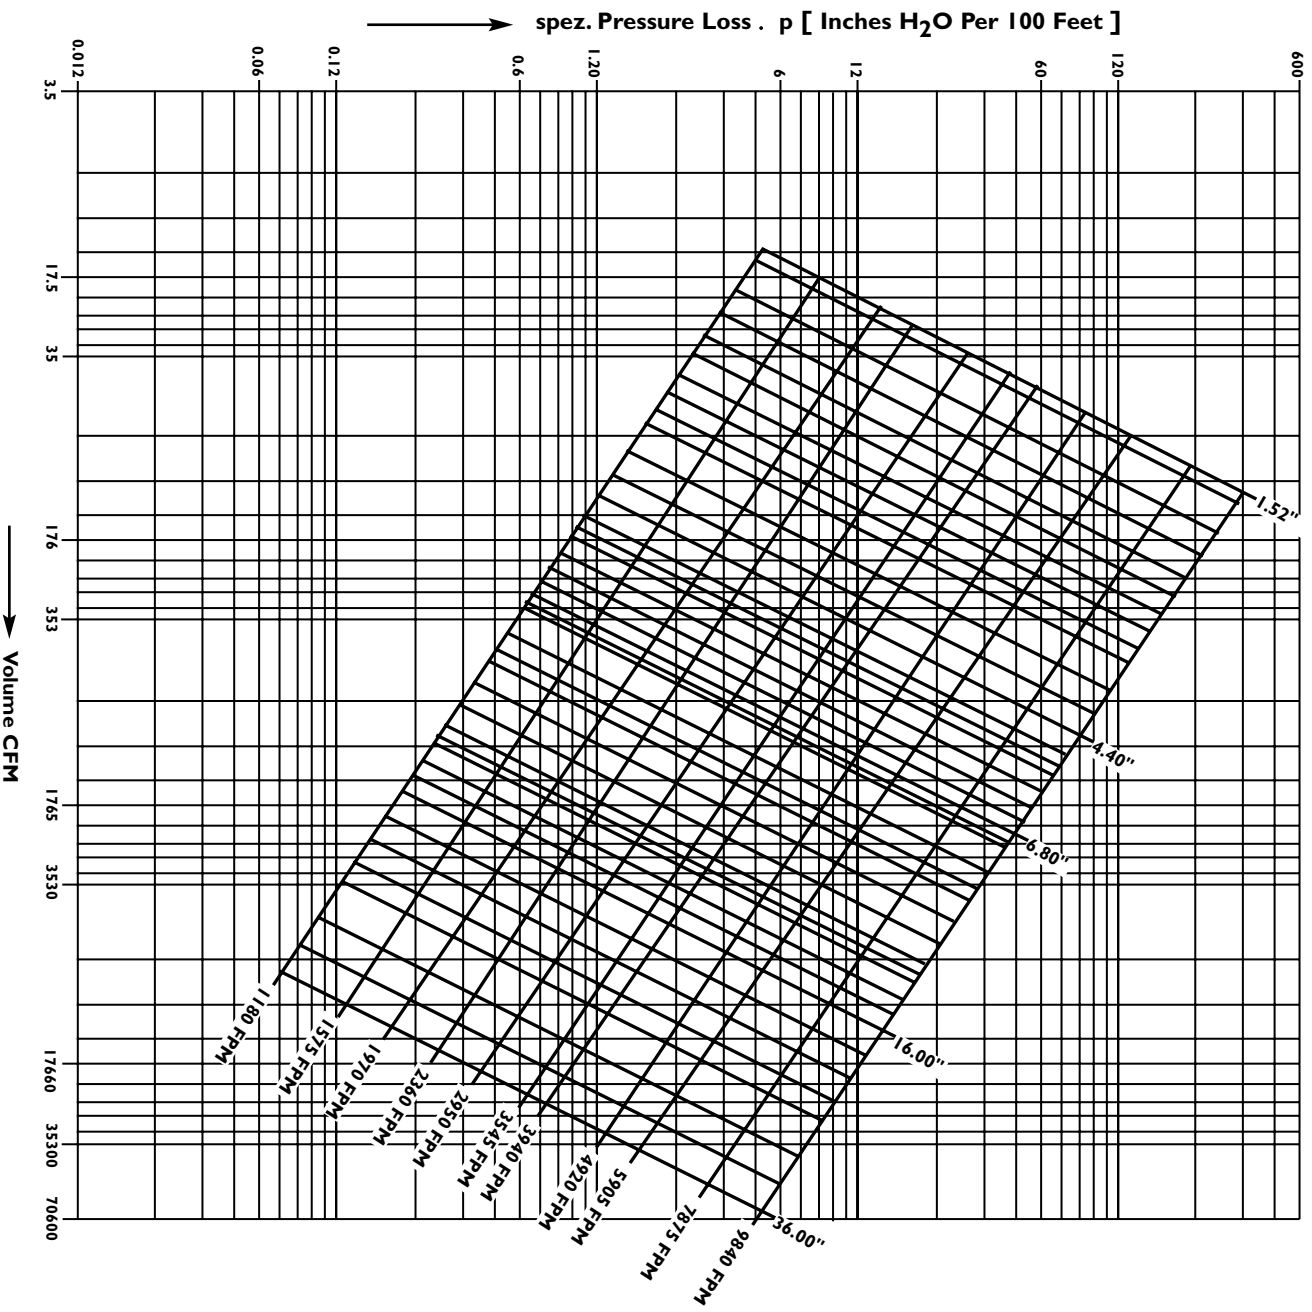 spez. Pressure Loss . p [ Inches H2O Per 100 Feet ]
0.012
0.06
0.12
0.6
1.20
6
12
60
120
600
3.5
17.5
35
176
353
1765
3530
17660
35300
70600
Volume CFM
1.52"
4.40"
6.80"
16.00"
36.00"
1180 FPM
1575 FPM
1970 FPM
2360 FPM
2950 FPM
3545 FPM
3940 FPM
4920 FPM
5905 FPM
7875 FPM
9840 FPM